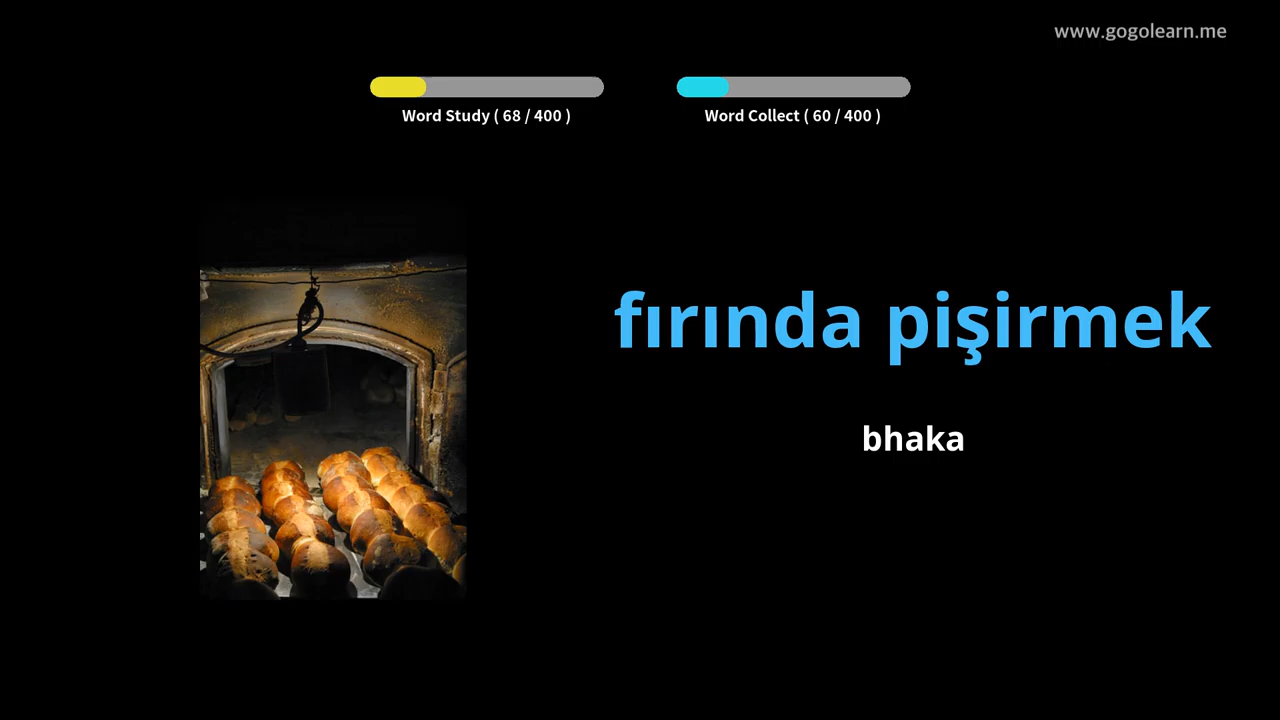 www.gogolearn.me
Word Study ( 68 / 400 )
Word Collect ( 60 / 400 )
fırında pişirmek
bhaka